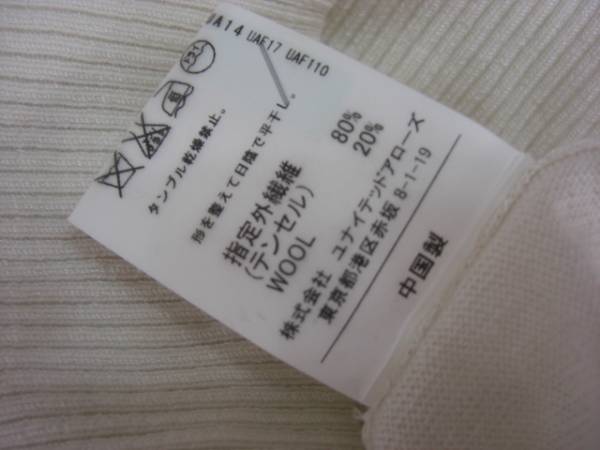 A14 UAF17 UAF110
タンブル乾燥禁止。
形を整えて日陰で平干し。
指定外繊維 80%
(テンセル)
WOOL 20%
株式会社 ユナイテッドアローズ
東京都港区赤坂 8-1-19
中国製